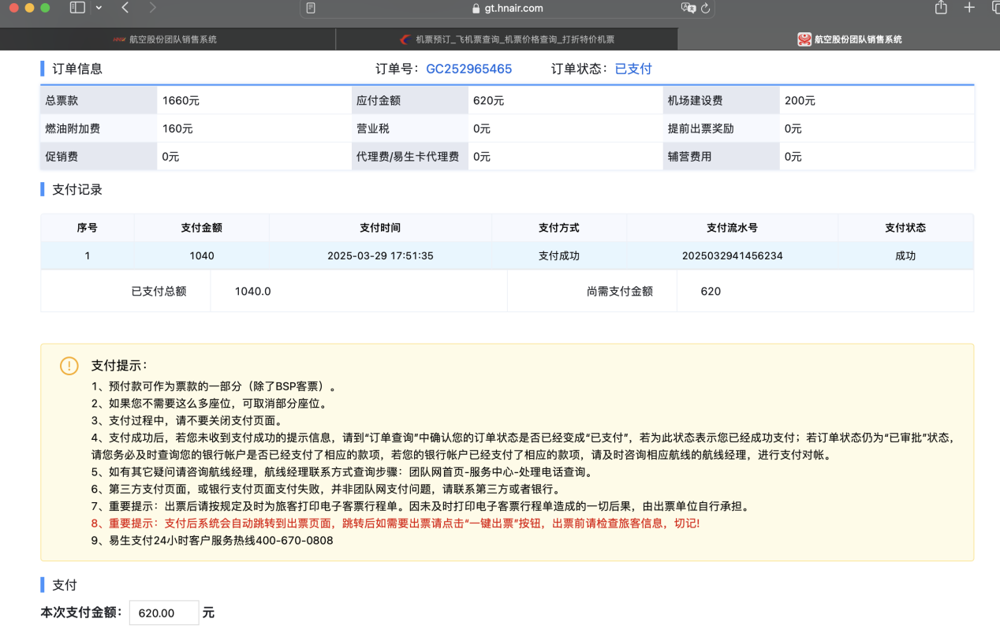 gt.hnair.com
航空股份团队销售系统
机票预订_飞机票查询_机票价格查询_打折特价机票
航空股份团队销售系统
订单信息 订单号：GC252965465 订单状态：已支付
总票款 1660元 应付金额 620元 机场建设费 200元
燃油附加费 160元 营业税 0元 提前出票奖励 0元
促销费 0元 代理费/易生卡代理费 0元 辅营费用 0元
支付记录
序号 支付金额 支付时间 支付方式 支付流水号 支付状态
1 1040 2025-03-29 17:51:35 支付成功 2025032941456234 成功
已支付总额 1040.0 尚需支付金额 620
支付提示：
1、预付款可作为票款的一部分（除了BSP客票）。
2、如果您不需要这么多座位，可取消部分座位。
3、支付过程中，请不要关闭支付页面。
4、支付成功后，若您未收到支付成功的提示信息，请到“订单查询”中确认您的订单状态是否已经变成“已支付”，若为此状态表示您已经成功支付；若订单状态仍为“已审批”状态，
请您务必及时查询您的银行帐户是否已经支付了相应的款项，若您的银行帐户已经支付了相应的款项，请及时咨询相应航线的航线经理，进行支付对帐。
5、如有其它疑问请咨询航线经理，航线经理联系方式查询步骤：团队网首页-服务中心-处理电话查询。
6、第三方支付页面，或银行支付页面支付失败，并非团队网支付问题，请联系第三方或者银行。
7、重要提示：出票后请按规定及时为旅客打印电子客票行程单。因未及时打印电子客票行程单造成的一切后果，由出票单位自行承担。
8、重要提示：支付后系统会自动跳转到出票页面，跳转后如需要出票请点击“一键出票”按钮，出票前请检查旅客信息，切记!
9、易生支付24小时客户服务热线400-670-0808
支付
本次支付金额： 620.00 元